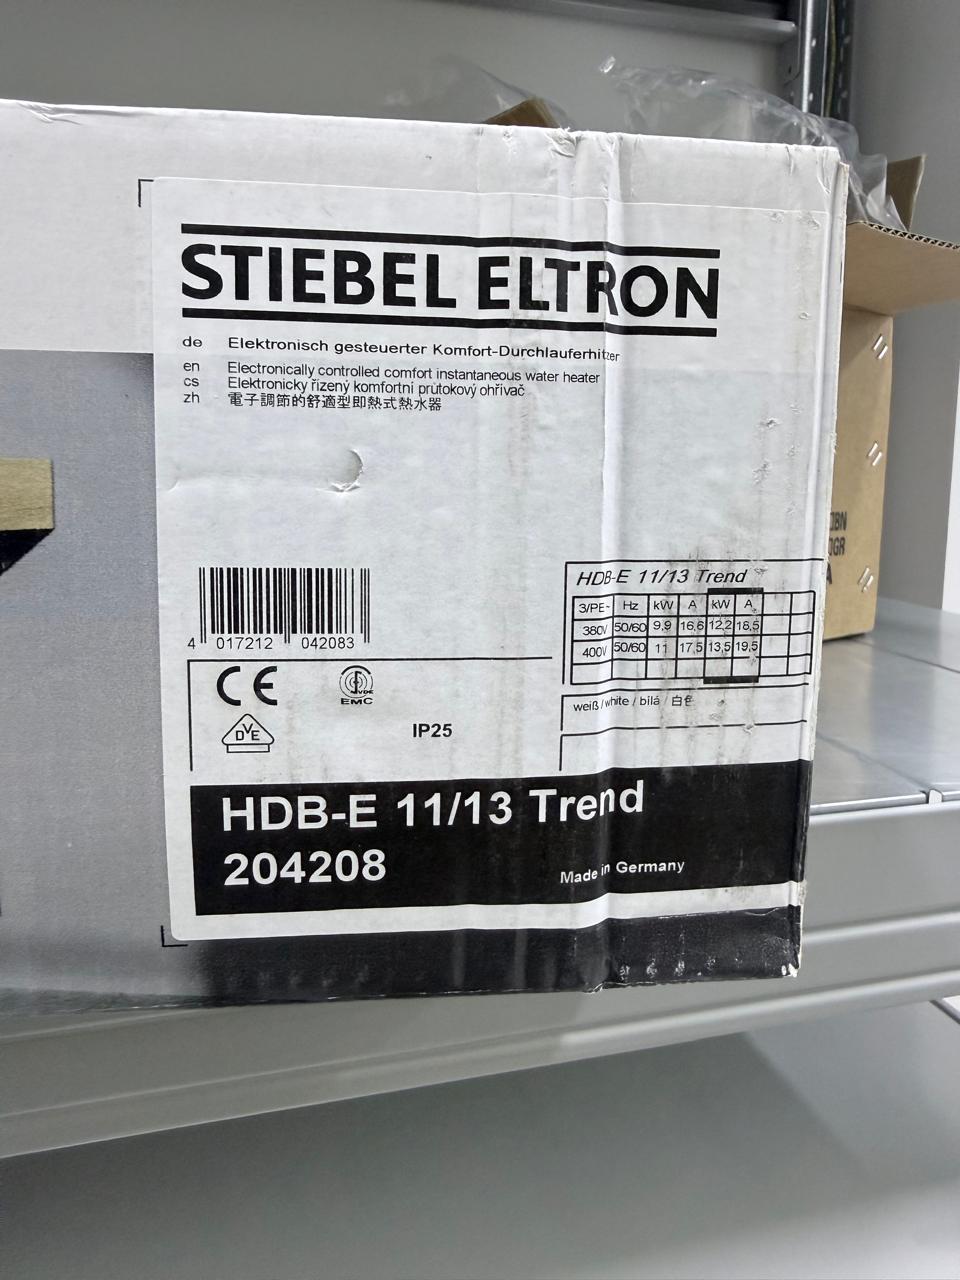 STIEBEL ELTRON
de Elektronisch gesteuerter Komfort-Durchlauferhitzer
en Electronically controlled comfort instantaneous water heater
cs Elektronicky řízený komfortní průtokový ohřívač
zh 電子調節的舒適型即熱式熱水器
4 017212 042083
HDB-E 11/13 Trend
3/PE~ Hz kW A kW A
380V 50/60 9,9 16,6 12,2 18,5
400V 50/60 11 17,5 13,5 19,5
weiß / white / bílá / 白色
CE
VDE
EMC
DVE
IP25
HDB-E 11/13 Trend
204208
Made in Germany